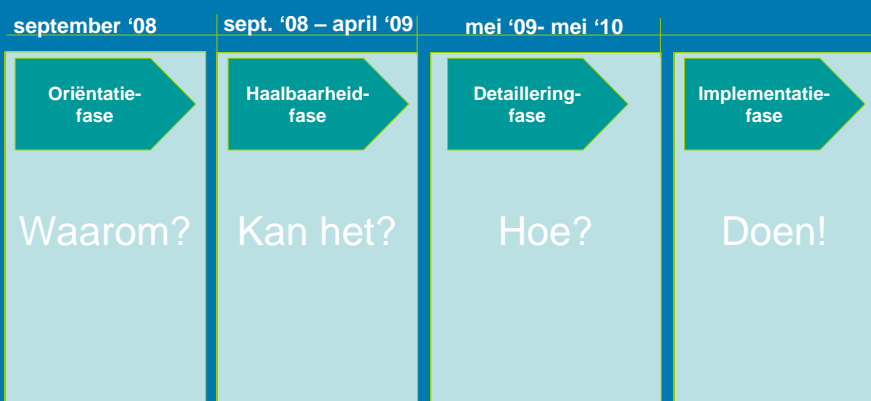 september ‘08
sept. ‘08 – april ‘09
mei ‘09- mei ‘10
Oriëntatie-
fase
Haalbaarheid-
fase
Detaillering-
fase
Implementatie-
fase
Waarom?
Kan het?
Hoe?
Doen!